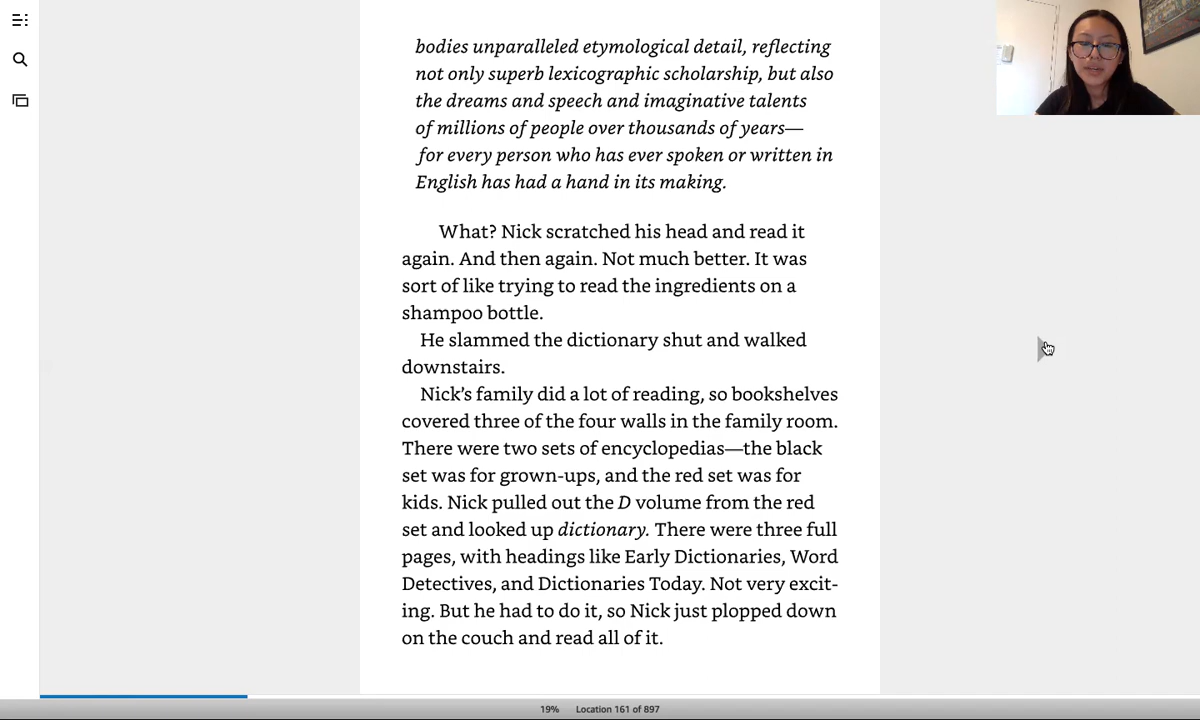 bodies unparalleled etymological detail, reflecting
not only superb lexicographic scholarship, but also
the dreams and speech and imaginative talents
of millions of people over thousands of years—
for every person who has ever spoken or written in
English has had a hand in its making.
What? Nick scratched his head and read it
again. And then again. Not much better. It was
sort of like trying to read the ingredients on a
shampoo bottle.
He slammed the dictionary shut and walked
downstairs.
Nick’s family did a lot of reading, so bookshelves
covered three of the four walls in the family room.
There were two sets of encyclopedias—the black
set was for grown-ups, and the red set was for
kids. Nick pulled out the D volume from the red
set and looked up dictionary. There were three full
pages, with headings like Early Dictionaries, Word
Detectives, and Dictionaries Today. Not very excit-
ing. But he had to do it, so Nick just plopped down
on the couch and read all of it.
19% Location 161 of 897